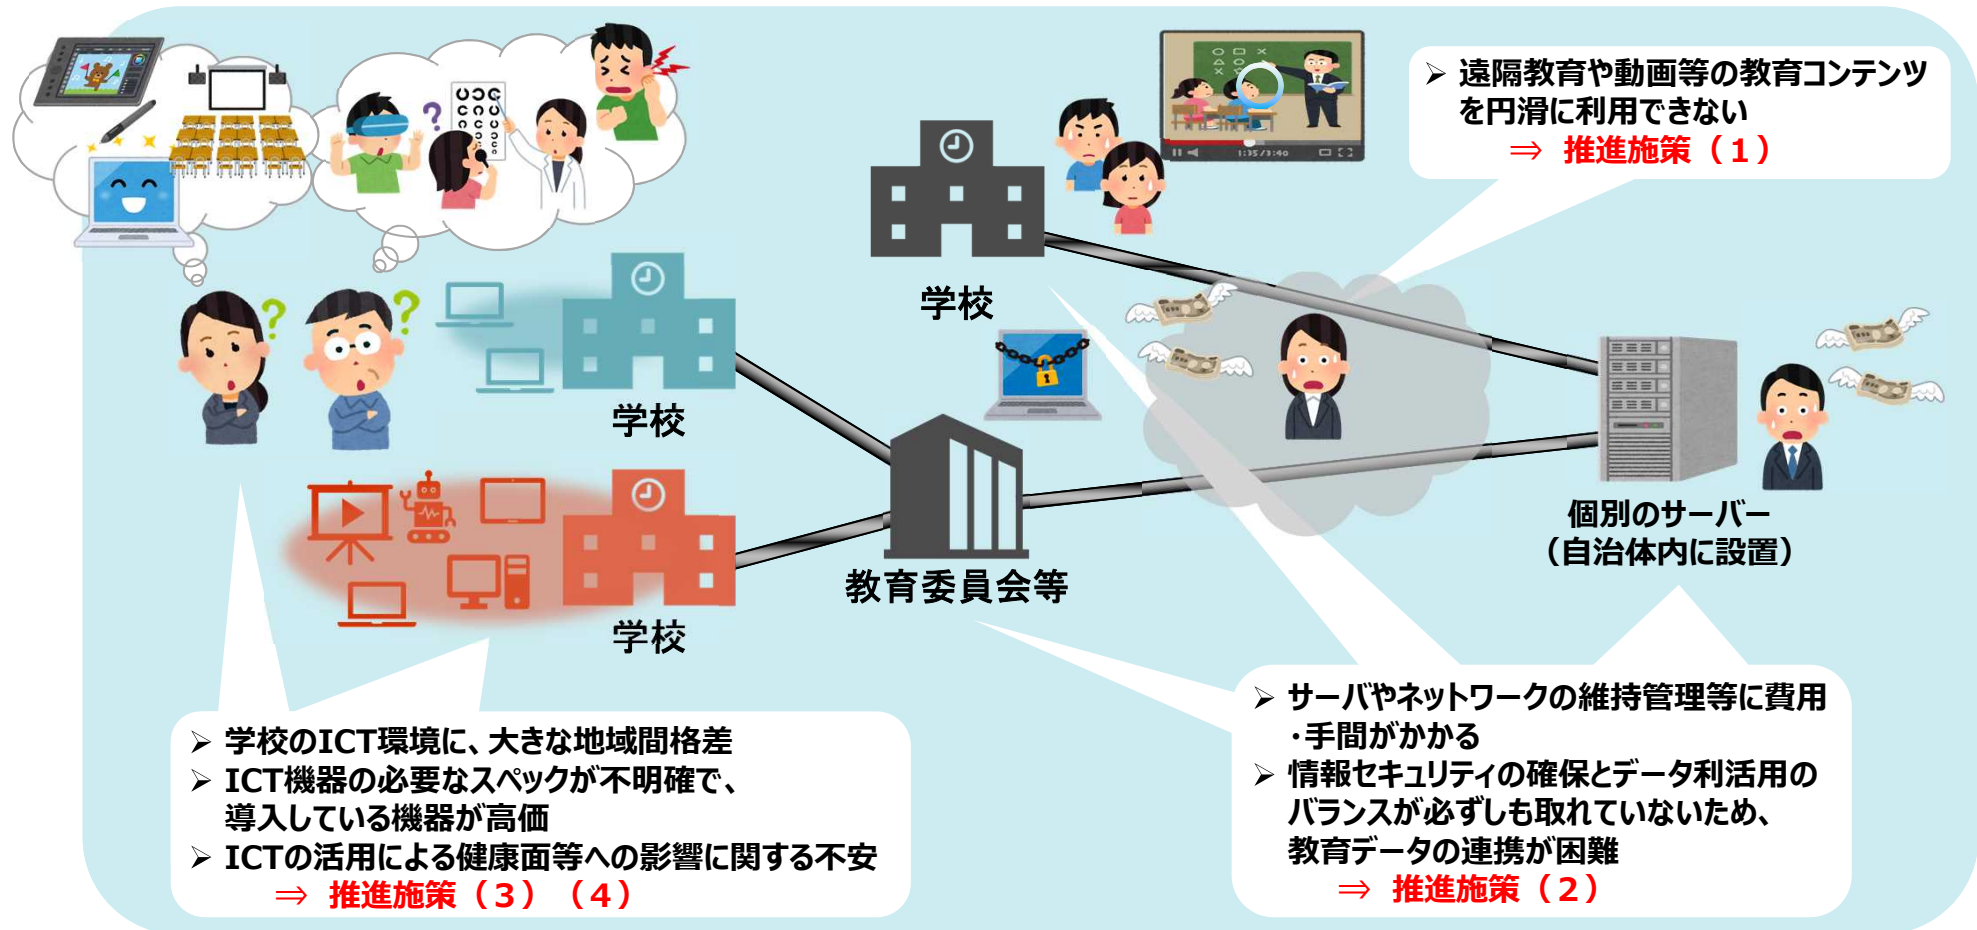 ➢ 遠隔教育や動画等の教育コンテンツ
を円滑に利用できない
⇒ 推進施策（１）
1:35/3:40
学校
学校
学校
教育委員会等
個別のサーバー
（自治体内に設置）
➢ 学校のICT環境に、大きな地域間格差
➢ ICT機器の必要なスペックが不明確で、
導入している機器が高価
➢ ICTの活用による健康面等への影響に関する不安
⇒ 推進施策（３）（４）
➢ サーバやネットワークの維持管理等に費用
・手間がかかる
➢ 情報セキュリティの確保とデータ利活用の
バランスが必ずしも取れていないため、
教育データの連携が困難
⇒ 推進施策（２）